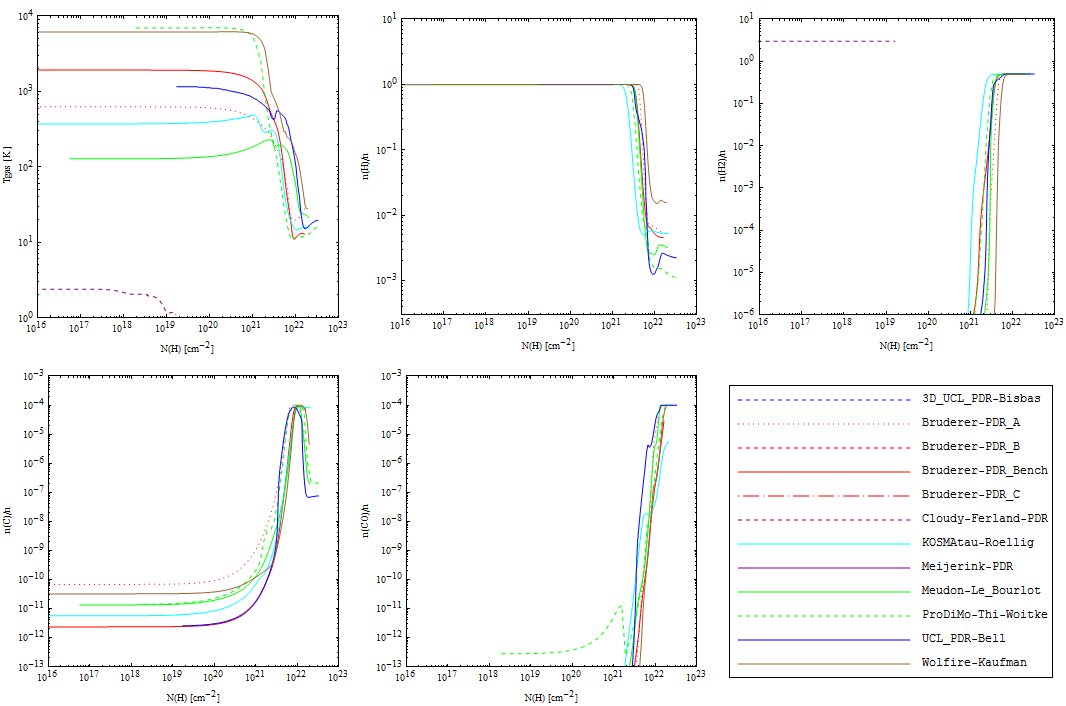 10^4
10^3
10^2
10^1
10^0
Tgas [K]
10^16 10^17 10^18 10^19 10^20 10^21 10^22 10^23
N(H) [cm^-2]
10^1
10^0
10^-1
10^-2
10^-3
n(H)/n
10^16 10^17 10^18 10^19 10^20 10^21 10^22 10^23
N(H) [cm^-2]
10^1
10^0
10^-1
10^-2
10^-3
10^-4
10^-5
10^-6
n(H2)/n
10^16 10^17 10^18 10^19 10^20 10^21 10^22 10^23
N(H) [cm^-2]
10^-3
10^-4
10^-5
10^-6
10^-7
10^-8
10^-9
10^-10
10^-11
10^-12
10^-13
n(C)/n
10^16 10^17 10^18 10^19 10^20 10^21 10^22 10^23
N(H) [cm^-2]
10^-3
10^-4
10^-5
10^-6
10^-7
10^-8
10^-9
10^-10
10^-11
10^-12
10^-13
n(CO)/n
10^16 10^17 10^18 10^19 10^20 10^21 10^22 10^23
N(H) [cm^-2]
3D_UCL_PDR-Bisbas
Bruderer-PDR_A
Bruderer-PDR_B
Bruderer-PDR_Bench
Bruderer-PDR_C
Cloudy-Ferland-PDR
KOSMAtau-Roellig
Meijerink-PDR
Meudon-Le_Bourlot
ProDiMo-Thi-Woitke
UCL_PDR-Bell
Wolfire-Kaufman